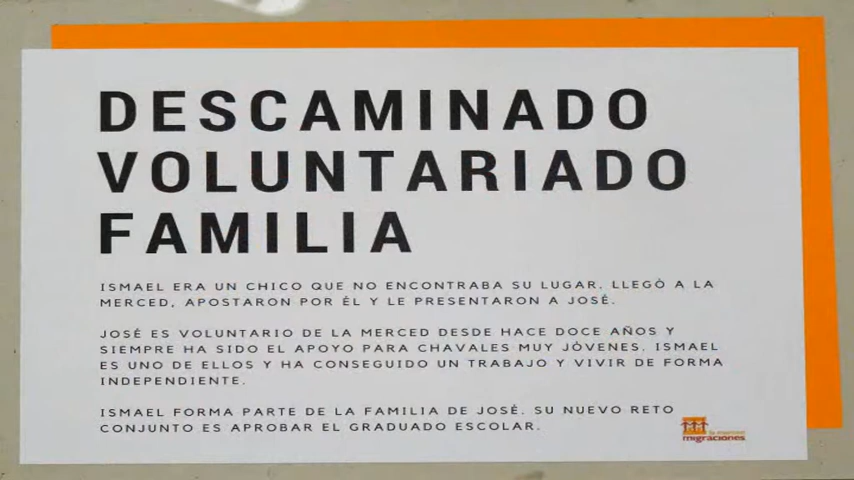 DESCAMINADO
VOLUNTARIADO
FAMILIA
ISMAEL ERA UN CHICO QUE NO ENCONTRABA SU LUGAR. LLEGÓ A LA
MERCED, APOSTARON POR ÉL Y LE PRESENTARON A JOSÉ.
JOSÉ ES VOLUNTARIO DE LA MERCED DESDE HACE DOCE AÑOS Y
SIEMPRE HA SIDO EL APOYO PARA CHAVALES MUY JÓVENES. ISMAEL
ES UNO DE ELLOS Y HA CONSEGUIDO UN TRABAJO Y VIVIR DE FORMA
INDEPENDIENTE.
ISMAEL FORMA PARTE DE LA FAMILIA DE JOSÉ. SU NUEVO RETO
CONJUNTO ES APROBAR EL GRADUADO ESCOLAR.
la merced
migraciones